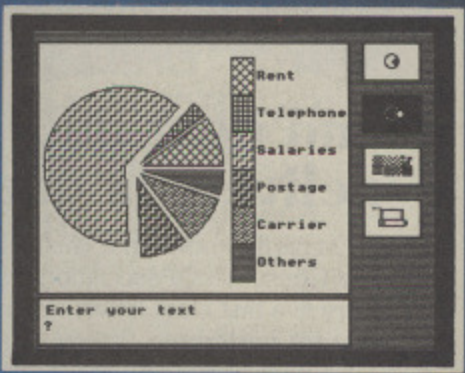 Rent
Telephone
Salaries
Postage
Carrier
Others
Enter your text
?